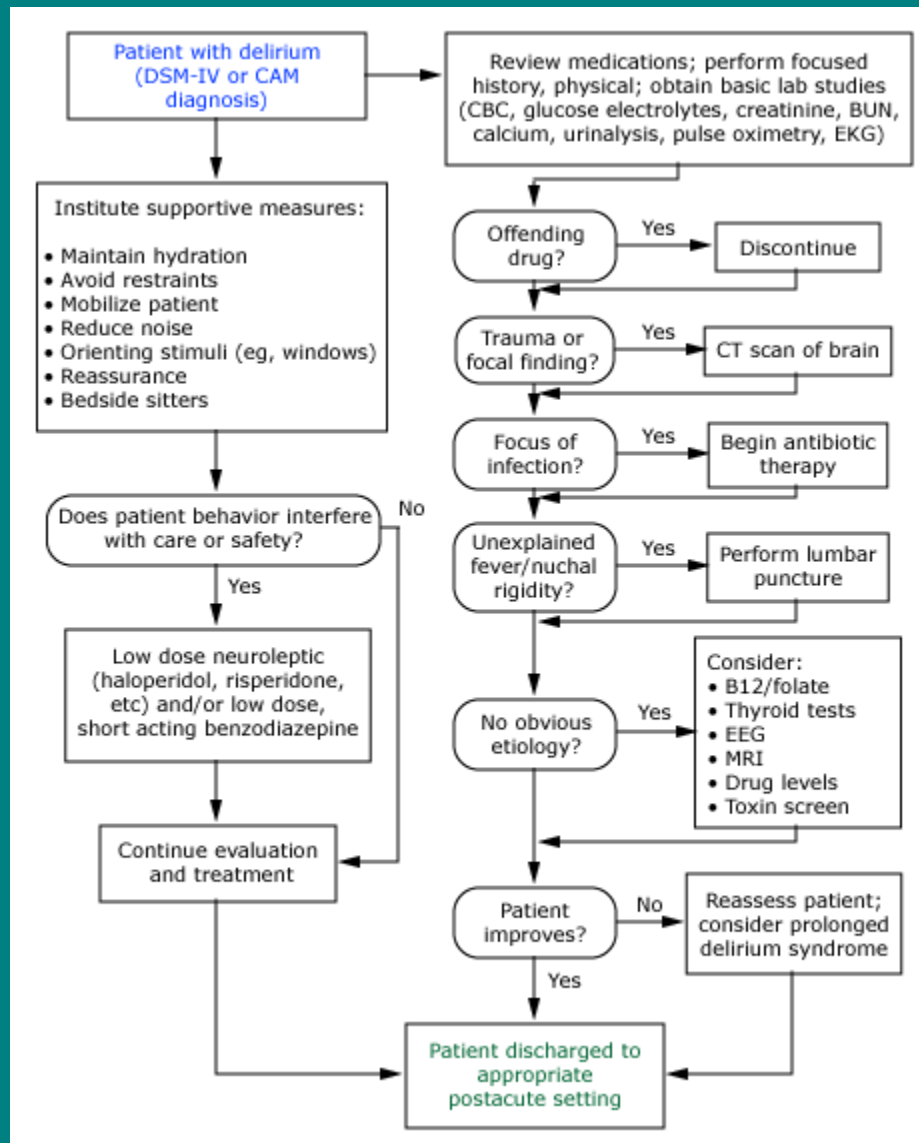 Patient with delirium
(DSM-IV or CAM
diagnosis)
Review medications; perform focused
history, physical; obtain basic lab studies
(CBC, glucose electrolytes, creatinine, BUN,
calcium, urinalysis, pulse oximetry, EKG)
Institute supportive measures:
• Maintain hydration
• Avoid restraints
• Mobilize patient
• Reduce noise
• Orienting stimuli (eg, windows)
• Reassurance
• Bedside sitters
Does patient behavior interfere
with care or safety?
No
Yes
Low dose neuroleptic
(haloperidol, risperidone,
etc) and/or low dose,
short acting benzodiazepine
Continue evaluation
and treatment
Offending
drug?
Yes
Discontinue
Trauma or
focal finding?
Yes
CT scan of brain
Focus of
infection?
Yes
Begin antibiotic
therapy
Unexplained
fever/nuchal
rigidity?
Yes
Perform lumbar
puncture
No obvious
etiology?
Yes
Consider:
• B12/folate
• Thyroid tests
• EEG
• MRI
• Drug levels
• Toxin screen
Patient
improves?
No
Reassess patient;
consider prolonged
delirium syndrome
Yes
Patient discharged to
appropriate
postacute setting